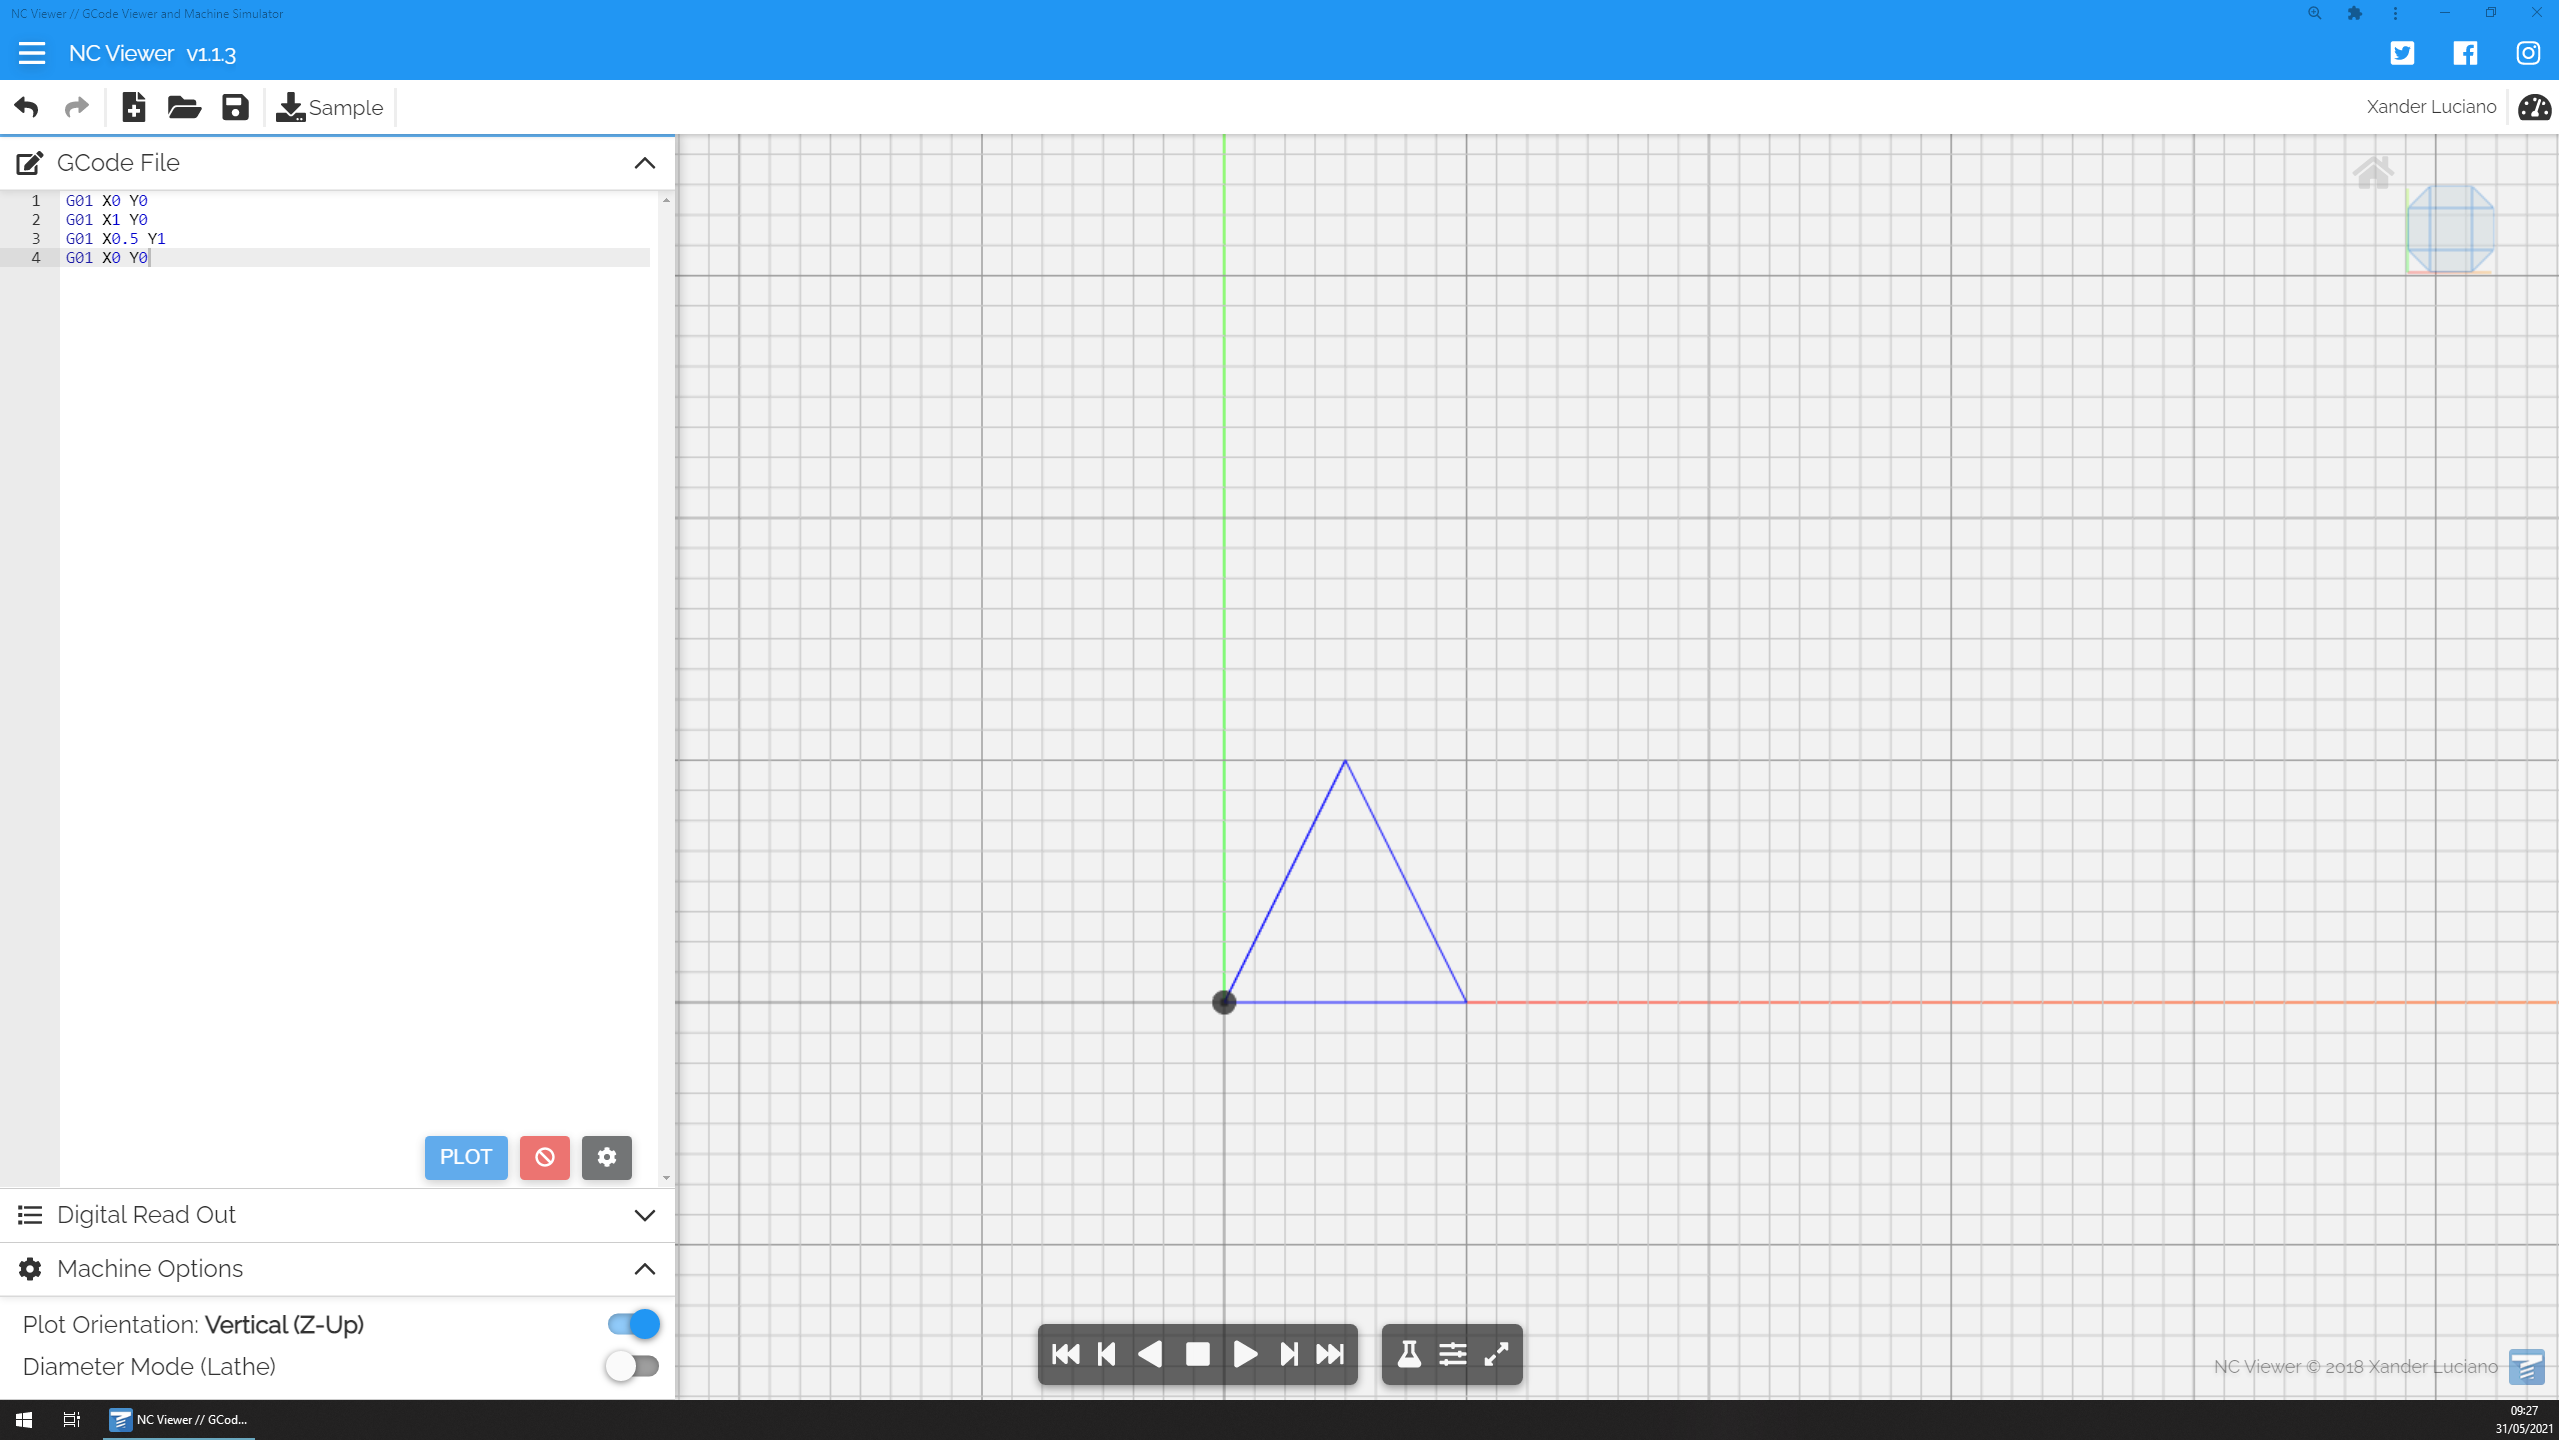 NC Viewer // GCode Viewer and Machine Simulator
NC Viewer v1.1.3
Sample
Xander Luciano
GCode File
1 G01 X0 Y0
2 G01 X1 Y0
3 G01 X0.5 Y1
4 G01 X0 Y0
PLOT
Digital Read Out
Machine Options
Plot Orientation: Vertical (Z-Up)
Diameter Mode (Lathe)
NC Viewer © 2018 Xander Luciano
NC Viewer // GCod...
09:27
31/05/2021